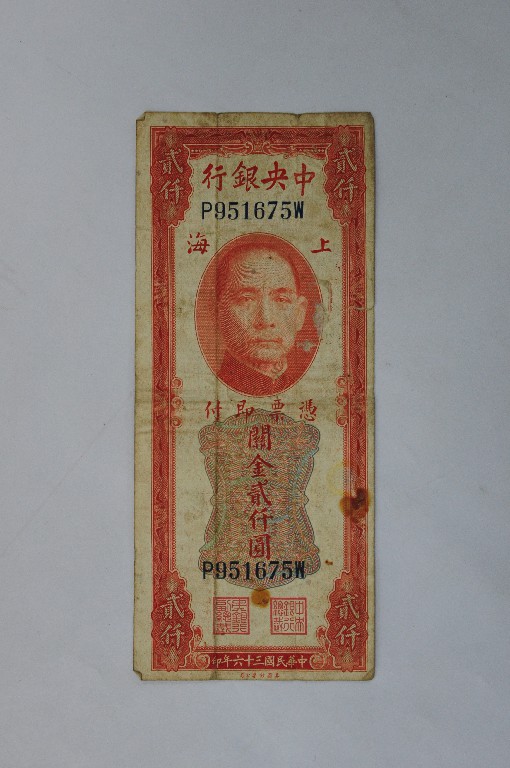 貳仟 貳仟
中央銀行
P951675W
上海
憑票即付
關金貳仟圓
P951675W
貳仟 貳仟
中華民國三十六年印